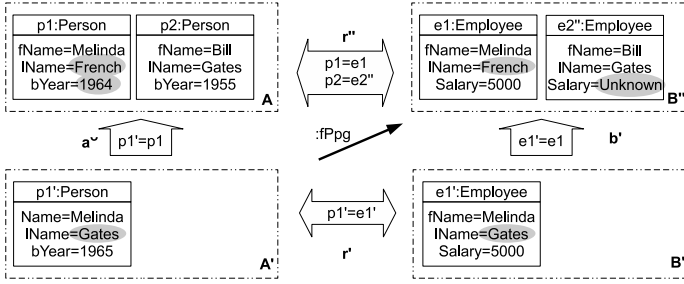 p1:Person
fName=Melinda
lName=French
bYear=1964
p2:Person
fName=Bill
lName=Gates
bYear=1955
A
r"
p1=e1
p2=e2"
e1:Employee
fName=Melinda
lName=French
Salary=5000
e2":Employee
fName=Bill
lName=Gates
Salary=Unknown
B"
a˘
p1'=p1
:fPpg
e1'=e1
b'
p1':Person
Name=Melinda
lName=Gates
bYear=1965
A'
p1'=e1'
r'
e1':Employee
fName=Melinda
lName=Gates
Salary=5000
B'